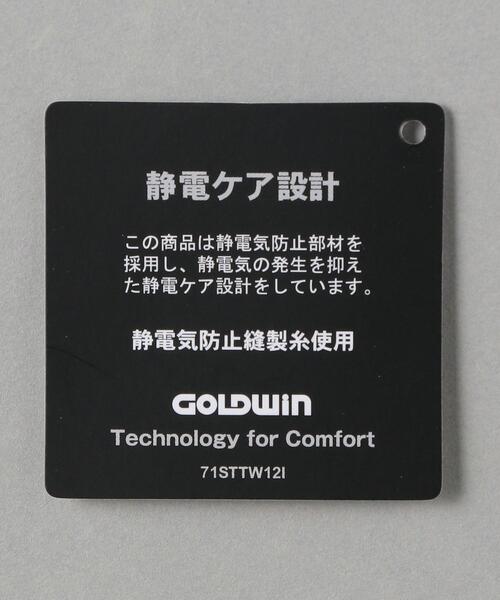 静電ケア設計
この商品は静電気防止部材を
採用し、静電気の発生を抑え
た静電ケア設計をしています。
静電気防止縫製糸使用
GOLDWIN
Technology for Comfort
71STTW12I